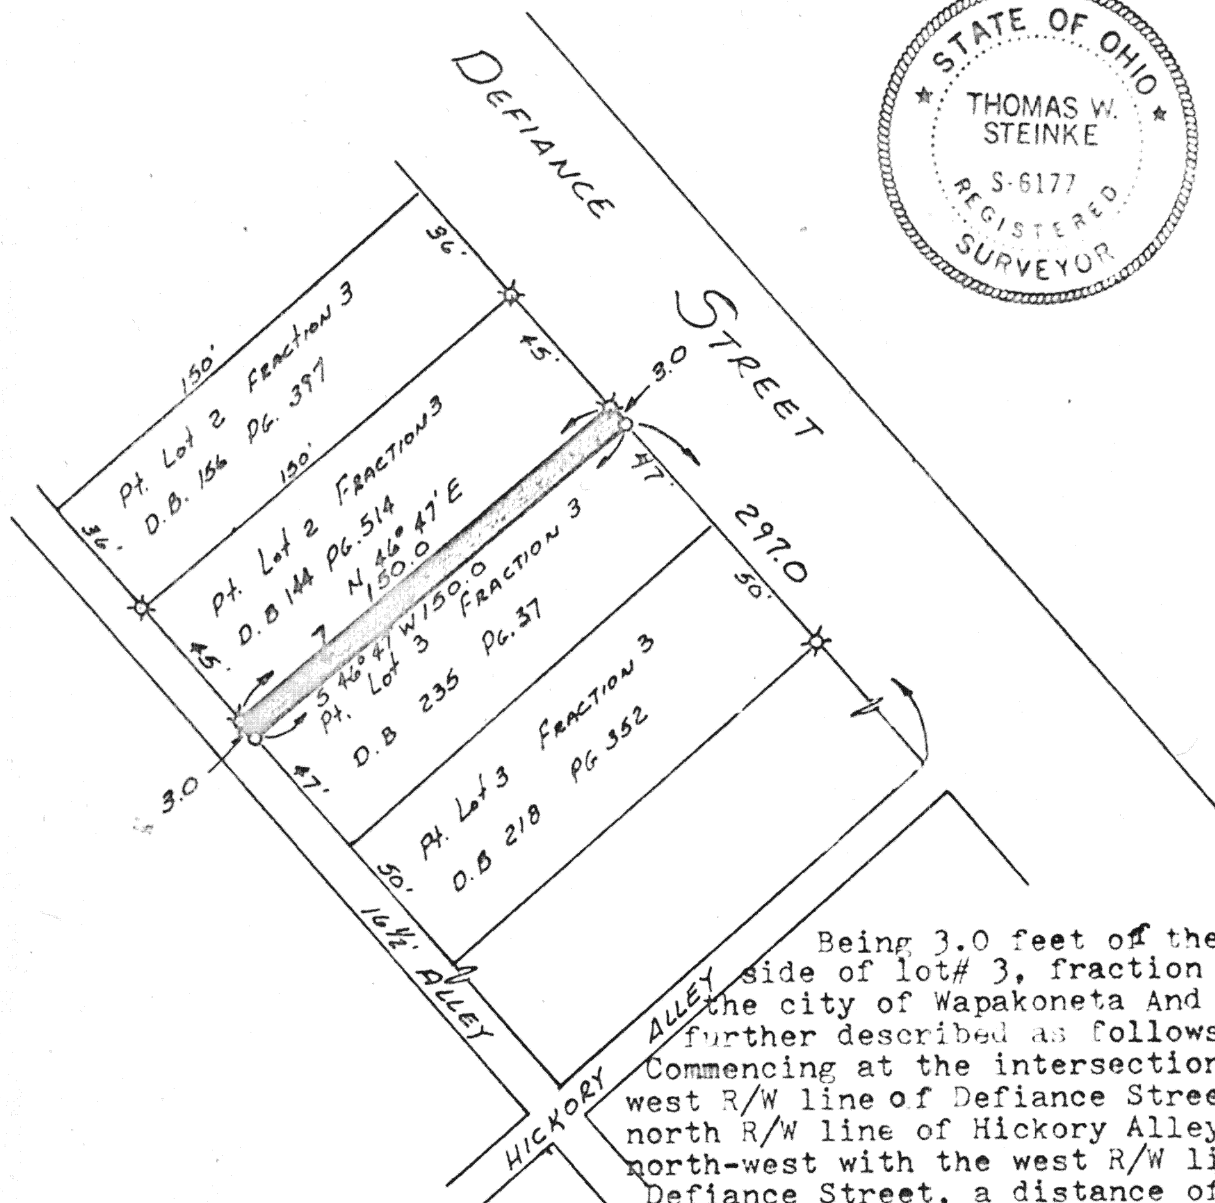 STATE OF OHIO
THOMAS W.
STEINKE
S-6177
REGISTERED
SURVEYOR
DEFIANCE
STREET
36'
150'
Pt. Lot 2 FRACTION 3
D.B. 156 PG. 397
36'
45'
3.0
150'
Pt. Lot 2 FRACTION 3
D.B 144 PG. 514
N 46° 47' E
150.0
45'
47'
297.0
S 46° 47' W 150.0
Pt. Lot 3 FRACTION 3
D.B 235 PG. 37
47'
3.0
50'
Pt. Lot 3 FRACTION 3
D.B 218 PG 352
50'
16½' ALLEY
HICKORY ALLEY
Being 3.0 feet off the
side of lot# 3, fraction
the city of Wapakoneta And
further described as follows
Commencing at the intersection
west R/W line of Defiance Stree
north R/W line of Hickory Alley
north-west with the west R/W li
Defiance Street, a distance of